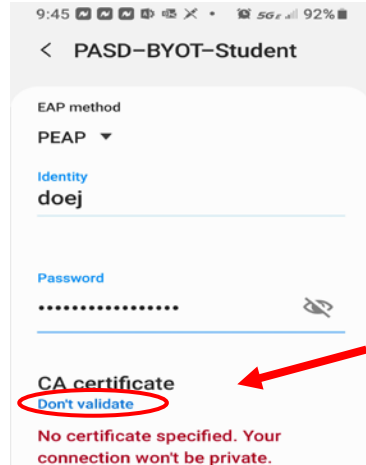 9:45 5GE 92%
< PASD-BYOT-Student
EAP method
PEAP
Identity
doej
Password
•••••••••••••••••
CA certificate
Don't validate
No certificate specified. Your
connection won't be private.